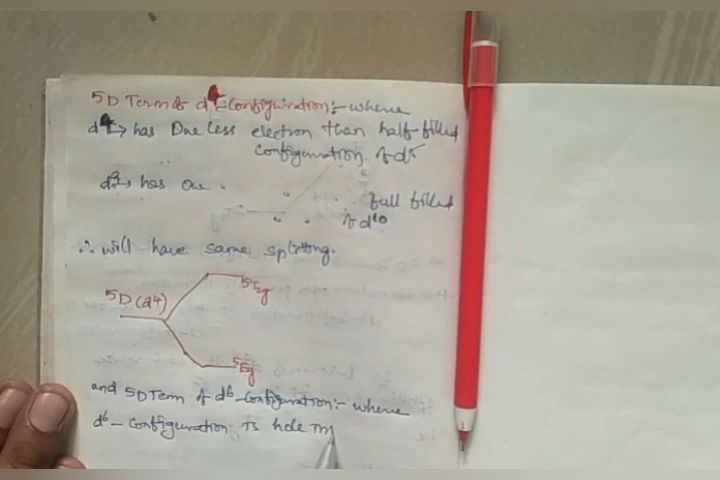 5D Term of d4-Configuration:- where
d4→ has One less electron than half-filled
Configuration of d5
d9→ has one
full filled
of d10
∴ will have same splitting.
5D (d4)
5T2g
5Eg
and 5D Term of d6-Configuration:- where
d6-Configuration is hole in